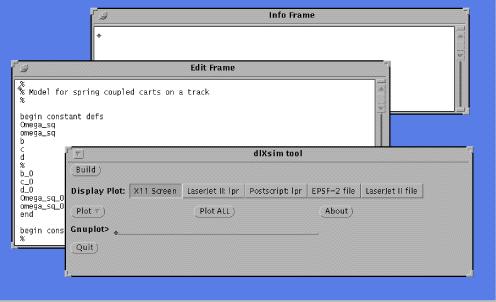 Info Frame
Edit Frame
%
% Model for spring coupled carts on a track
%
begin constant defs
Omega_sq
omega_sq
b
c
d
%
b_0
c_0
d_0
Omega_sq_0
omega_sq_0
end
begin cons
%
dlXsim tool
Build
Display Plot: X11 Screen LaserJet II: lpr Postscript: lpr EPSF-2 file LaserJet II file
Plot Plot ALL About
Gnuplot>
Quit